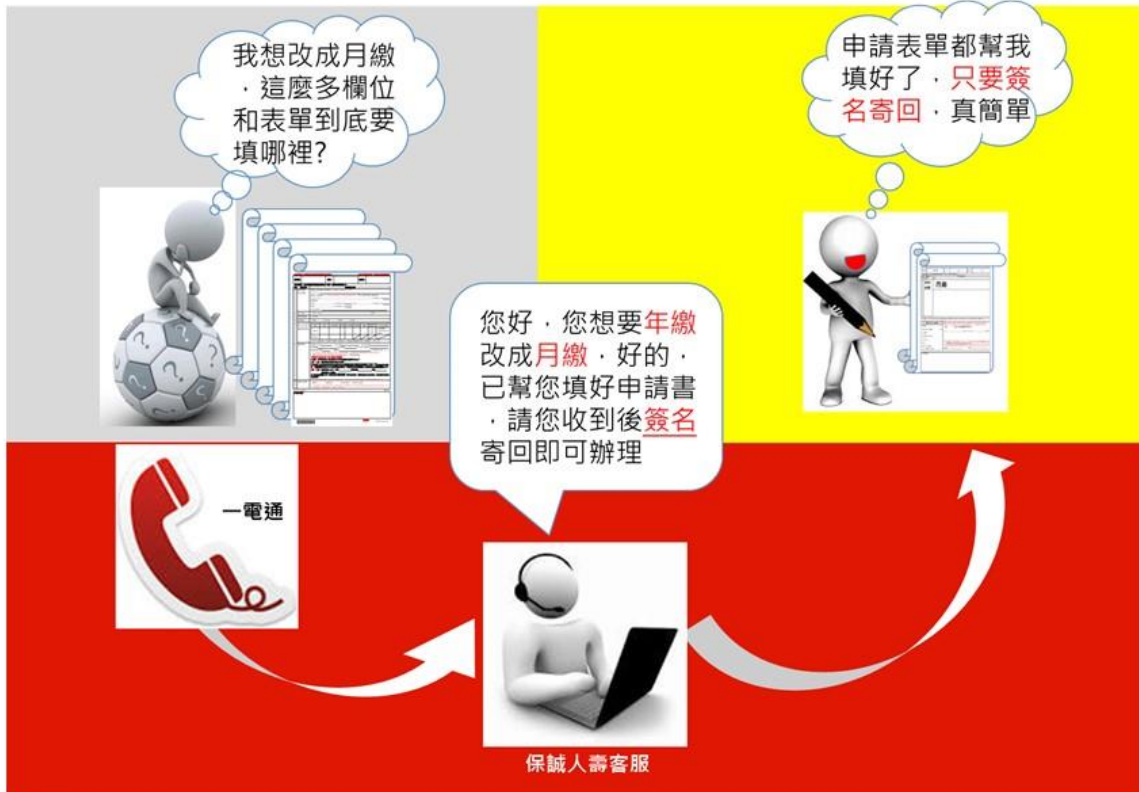 我想改成月繳
，這麼多欄位
和表單到底要
填哪裡?
申請表單都幫我
填好了，只要簽
名寄回，真簡單
您好，您想要年繳
改成月繳，好的，
已幫您填好申請書
，請您收到後簽名
寄回即可辦理
一電通
保誠人壽客服